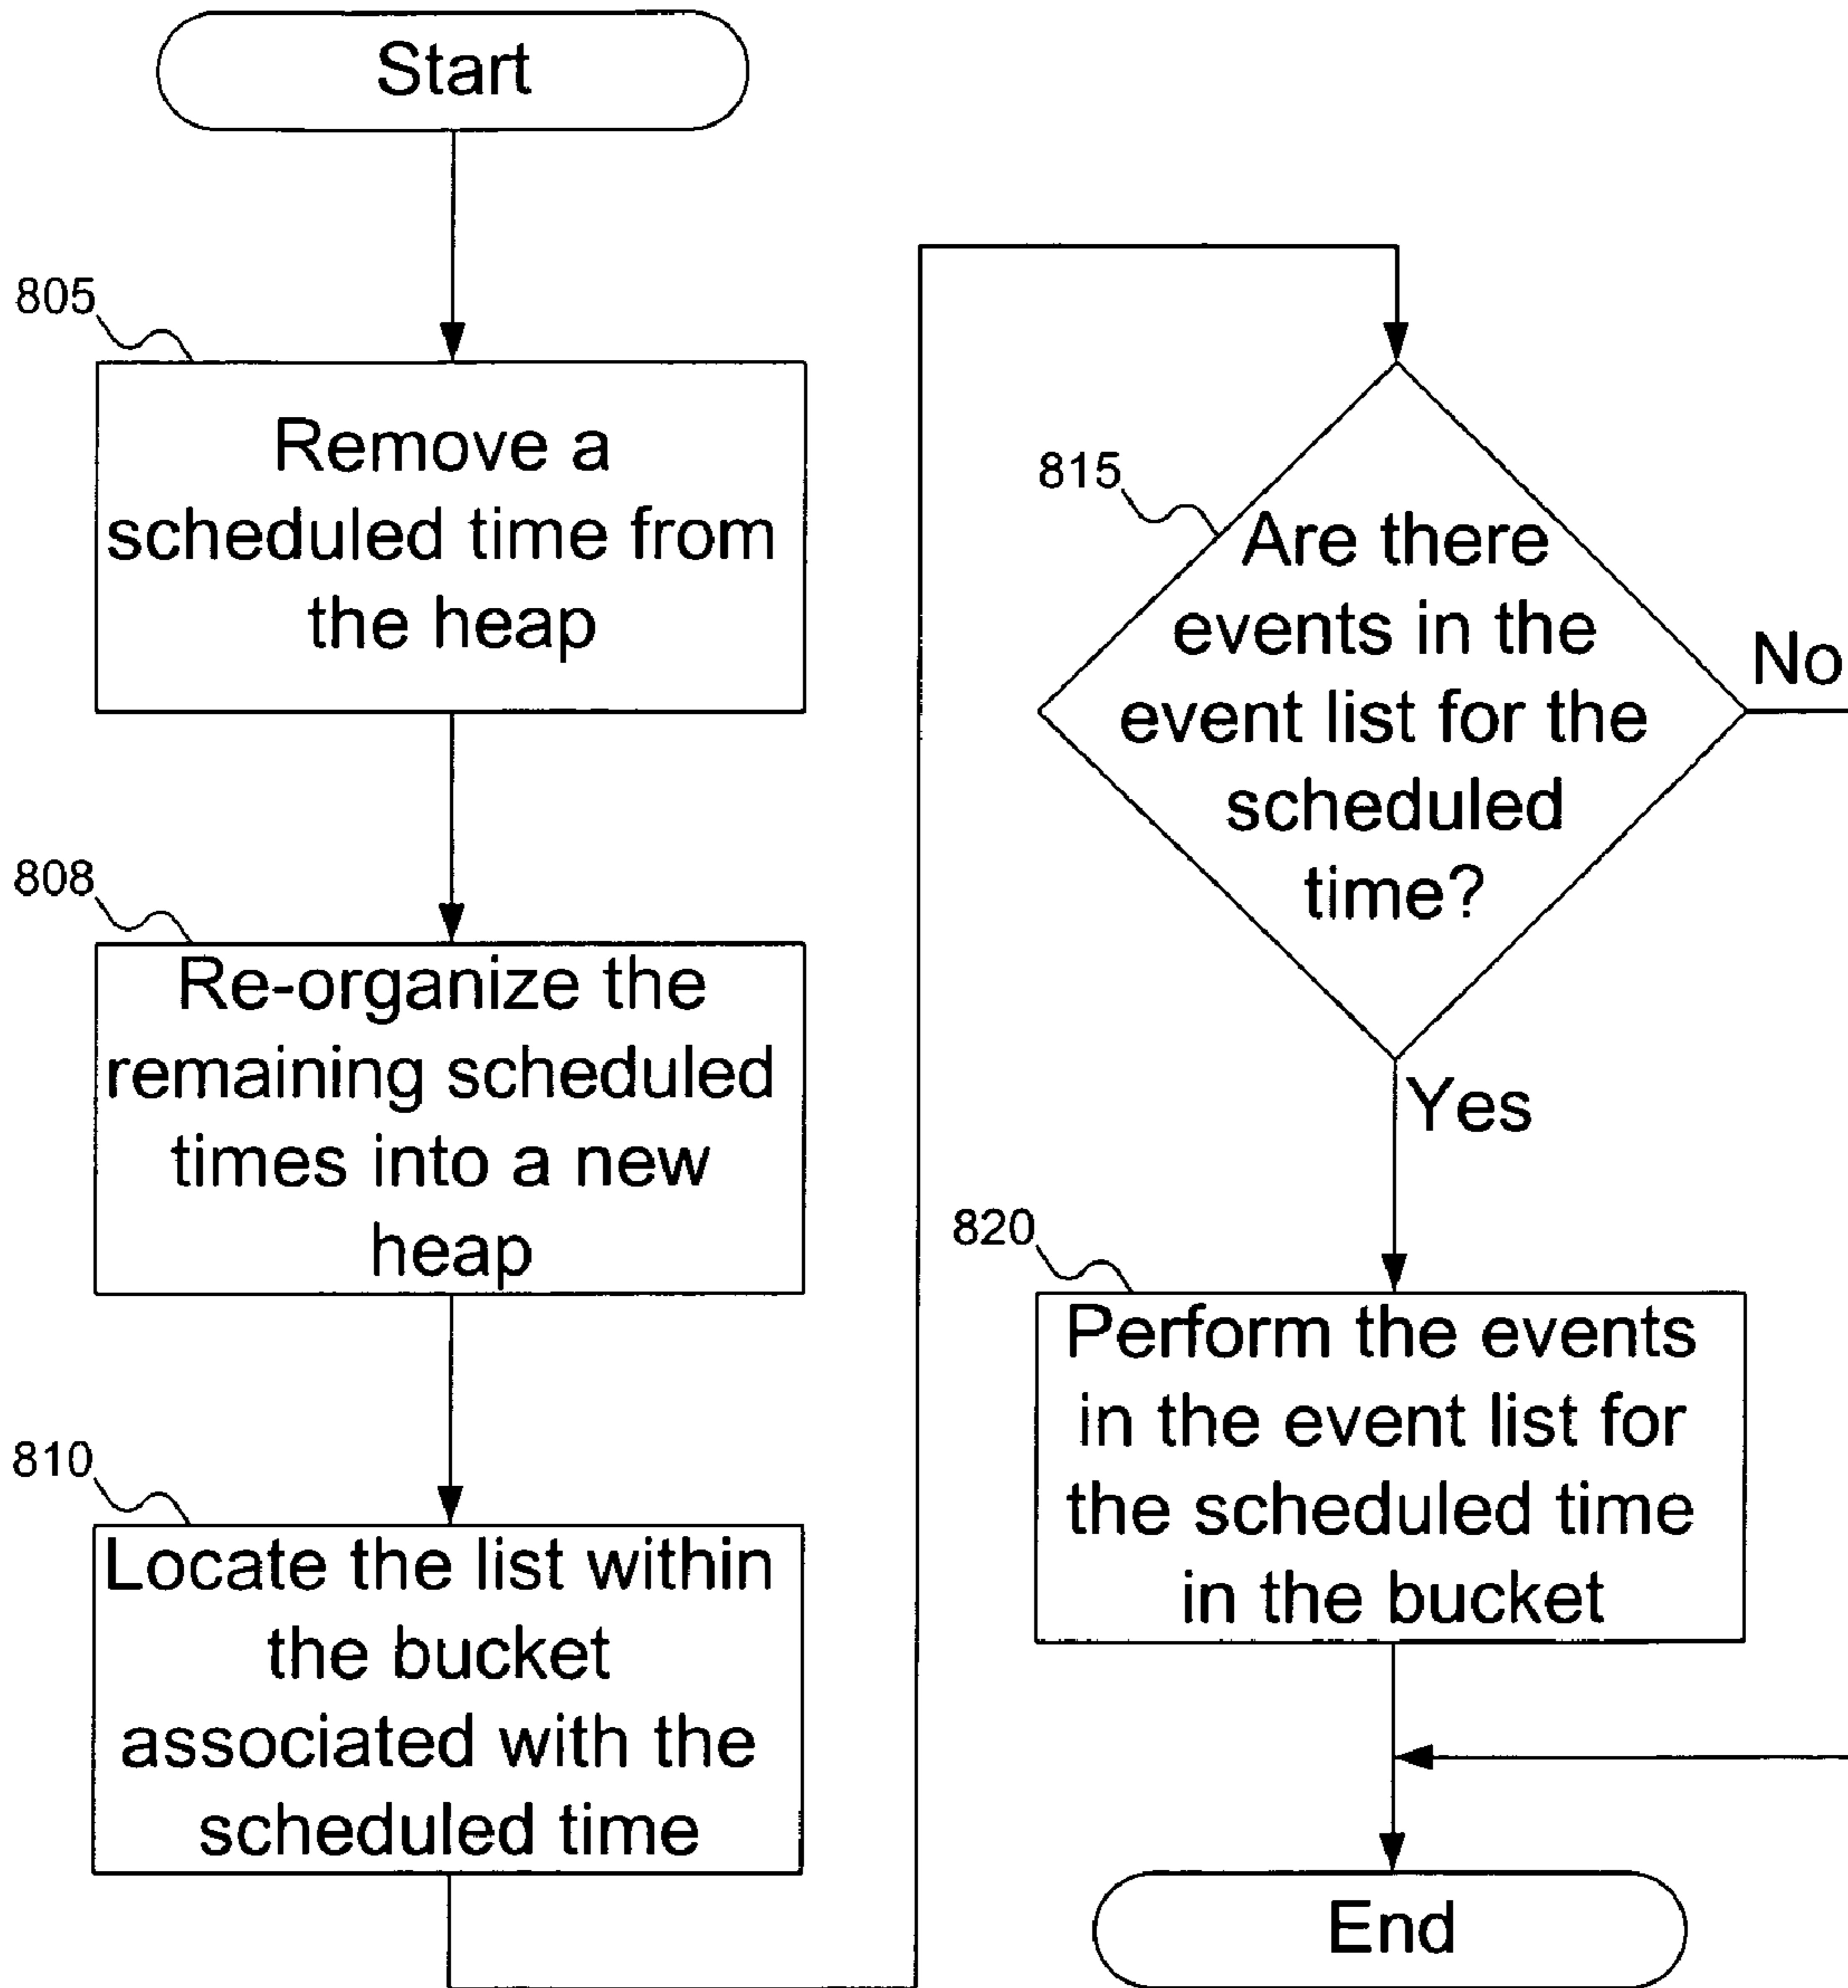 Start
805
Remove a
scheduled time from
the heap
808
Re-organize the
remaining scheduled
times into a new
heap
810
Locate the list within
the bucket
associated with the
scheduled time
815
Are there
events in the
event list for the
scheduled
time?
No
Yes
820
Perform the events
in the event list for
the scheduled time
in the bucket
End